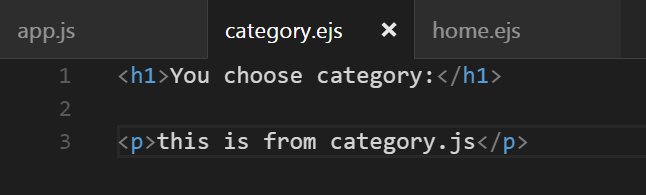 app.js category.ejs × home.ejs
1 <h1>You choose category:</h1>
2
3 <p>this is from category.js</p>